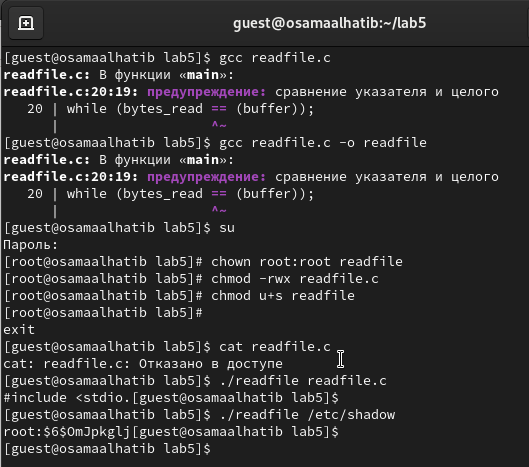 guest@osamaalhatib:~/lab5
[guest@osamaalhatib lab5]$ gcc readfile.c
readfile.c: В функции «main»:
readfile.c:20:19: предупреждение: сравнение указателя и целого
20 | while (bytes_read == (buffer));
| ^~
[guest@osamaalhatib lab5]$ gcc readfile.c -o readfile
readfile.c: В функции «main»:
readfile.c:20:19: предупреждение: сравнение указателя и целого
20 | while (bytes_read == (buffer));
| ^~
[guest@osamaalhatib lab5]$ su
Пароль:
[root@osamaalhatib lab5]# chown root:root readfile
[root@osamaalhatib lab5]# chmod -rwx readfile.c
[root@osamaalhatib lab5]# chmod u+s readfile
[root@osamaalhatib lab5]#
exit
[guest@osamaalhatib lab5]$ cat readfile.c
cat: readfile.c: Отказано в доступе
[guest@osamaalhatib lab5]$ ./readfile readfile.c
#include <stdio.[guest@osamaalhatib lab5]$
[guest@osamaalhatib lab5]$ ./readfile /etc/shadow
root:$6$OmJpkglj[guest@osamaalhatib lab5]$
[guest@osamaalhatib lab5]$